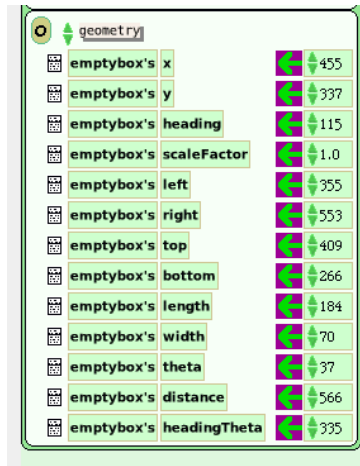 geometry
emptybox's x 455
emptybox's y 337
emptybox's heading 115
emptybox's scaleFactor 1.0
emptybox's left 355
emptybox's right 553
emptybox's top 409
emptybox's bottom 266
emptybox's length 184
emptybox's width 70
emptybox's theta 37
emptybox's distance 566
emptybox's headingTheta 335